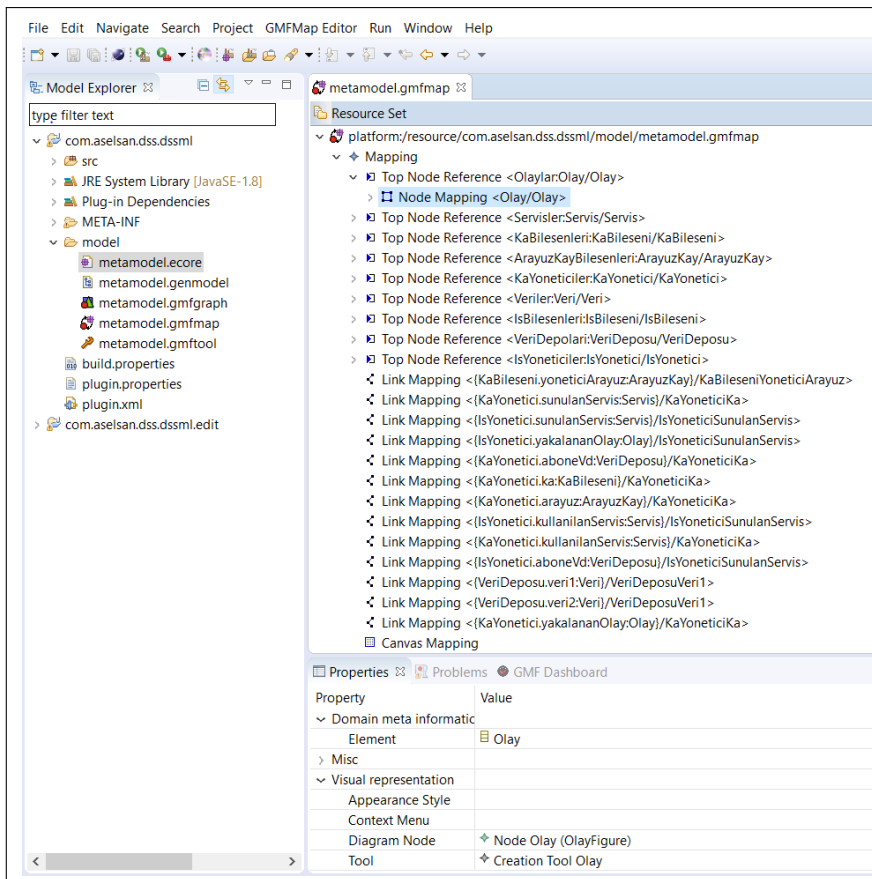 File Edit Navigate Search Project GMFMap Editor Run Window Help
Model Explorer
type filter text
com.aselsan.dss.dssml
src
JRE System Library [JavaSE-1.8]
Plug-in Dependencies
META-INF
model
metamodel.ecore
metamodel.genmodel
metamodel.gmfgraph
metamodel.gmfmap
metamodel.gmftool
build.properties
plugin.properties
plugin.xml
com.aselsan.dss.dssml.edit
metamodel.gmfmap
Resource Set
platform:/resource/com.aselsan.dss.dssml/model/metamodel.gmfmap
Mapping
Top Node Reference <Olaylar:Olay/Olay>
Node Mapping <Olay/Olay>
Top Node Reference <Servisler:Servis/Servis>
Top Node Reference <KaBilesenleri:KaBileseni/KaBileseni>
Top Node Reference <ArayuzKayBilesenleri:ArayuzKay/ArayuzKay>
Top Node Reference <KaYoneticiler:KaYonetici/KaYonetici>
Top Node Reference <Veriler:Veri/Veri>
Top Node Reference <IsBilesenleri:IsBileseni/IsBileseni>
Top Node Reference <VeriDepolari:VeriDeposu/VeriDeposu>
Top Node Reference <IsYoneticiler:IsYonetici/IsYonetici>
Link Mapping <{KaBileseni.yoneticiArayuz:ArayuzKay}/KaBileseniYoneticiArayuz>
Link Mapping <{KaYonetici.sunulanServis:Servis}/KaYoneticiKa>
Link Mapping <{IsYonetici.sunulanServis:Servis}/IsYoneticiSunulanServis>
Link Mapping <{IsYonetici.yakalananOlay:Olay}/IsYoneticiSunulanServis>
Link Mapping <{KaYonetici.aboneVd:VeriDeposu}/KaYoneticiKa>
Link Mapping <{KaYonetici.ka:KaBileseni}/KaYoneticiKa>
Link Mapping <{KaYonetici.arayuz:ArayuzKay}/KaYoneticiKa>
Link Mapping <{IsYonetici.kullanilanServis:Servis}/IsYoneticiSunulanServis>
Link Mapping <{KaYonetici.kullanilanServis:Servis}/KaYoneticiKa>
Link Mapping <{IsYonetici.aboneVd:VeriDeposu}/IsYoneticiSunulanServis>
Link Mapping <{VeriDeposu.veri1:Veri}/VeriDeposuVeri1>
Link Mapping <{VeriDeposu.veri2:Veri}/VeriDeposuVeri1>
Link Mapping <{KaYonetici.yakalananOlay:Olay}/KaYoneticiKa>
Canvas Mapping
Properties Problems GMF Dashboard
Property Value
Domain meta informatic
Element Olay
Misc
Visual representation
Appearance Style
Context Menu
Diagram Node Node Olay (OlayFigure)
Tool Creation Tool Olay